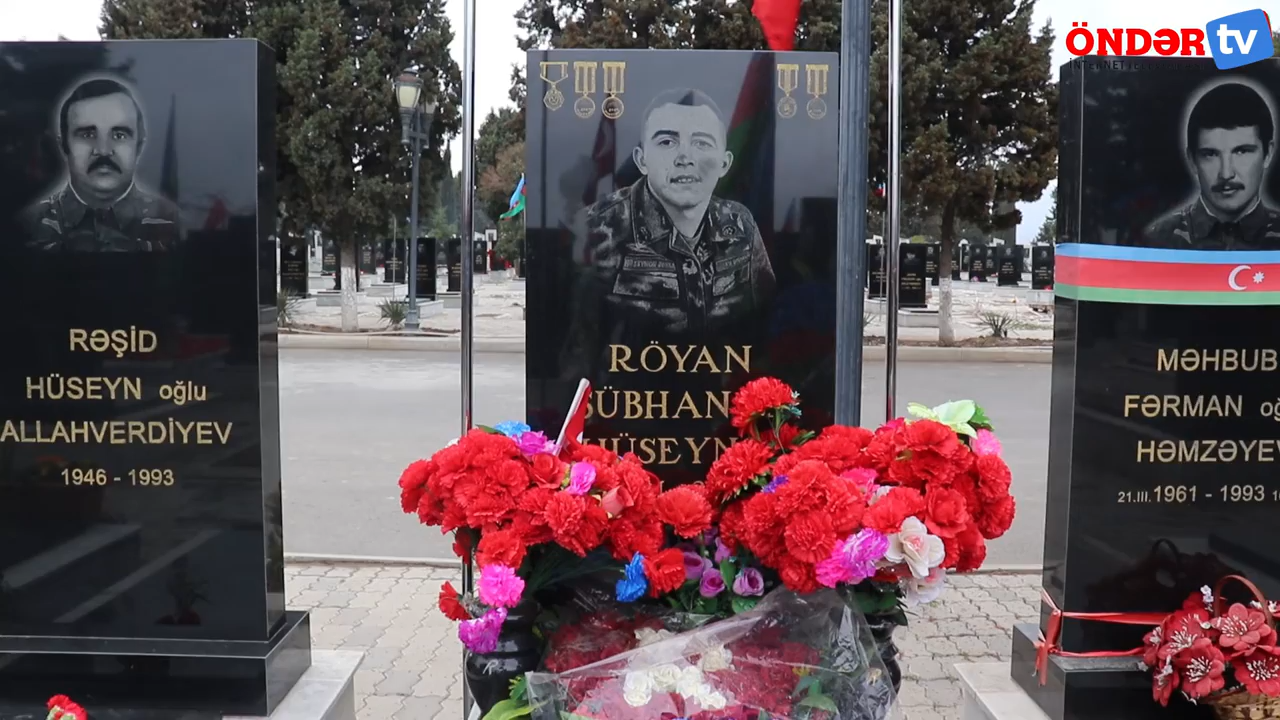 ÖNDƏR tv
RƏŞİD
HÜSEYN oğlu
ALLAHVERDİYEV
1946 - 1993
RÖYAN
SÜBHAN
HÜSEYN
MƏHBUB
FƏRMAN
HƏMZƏYEV
21.III.1961 - 1993